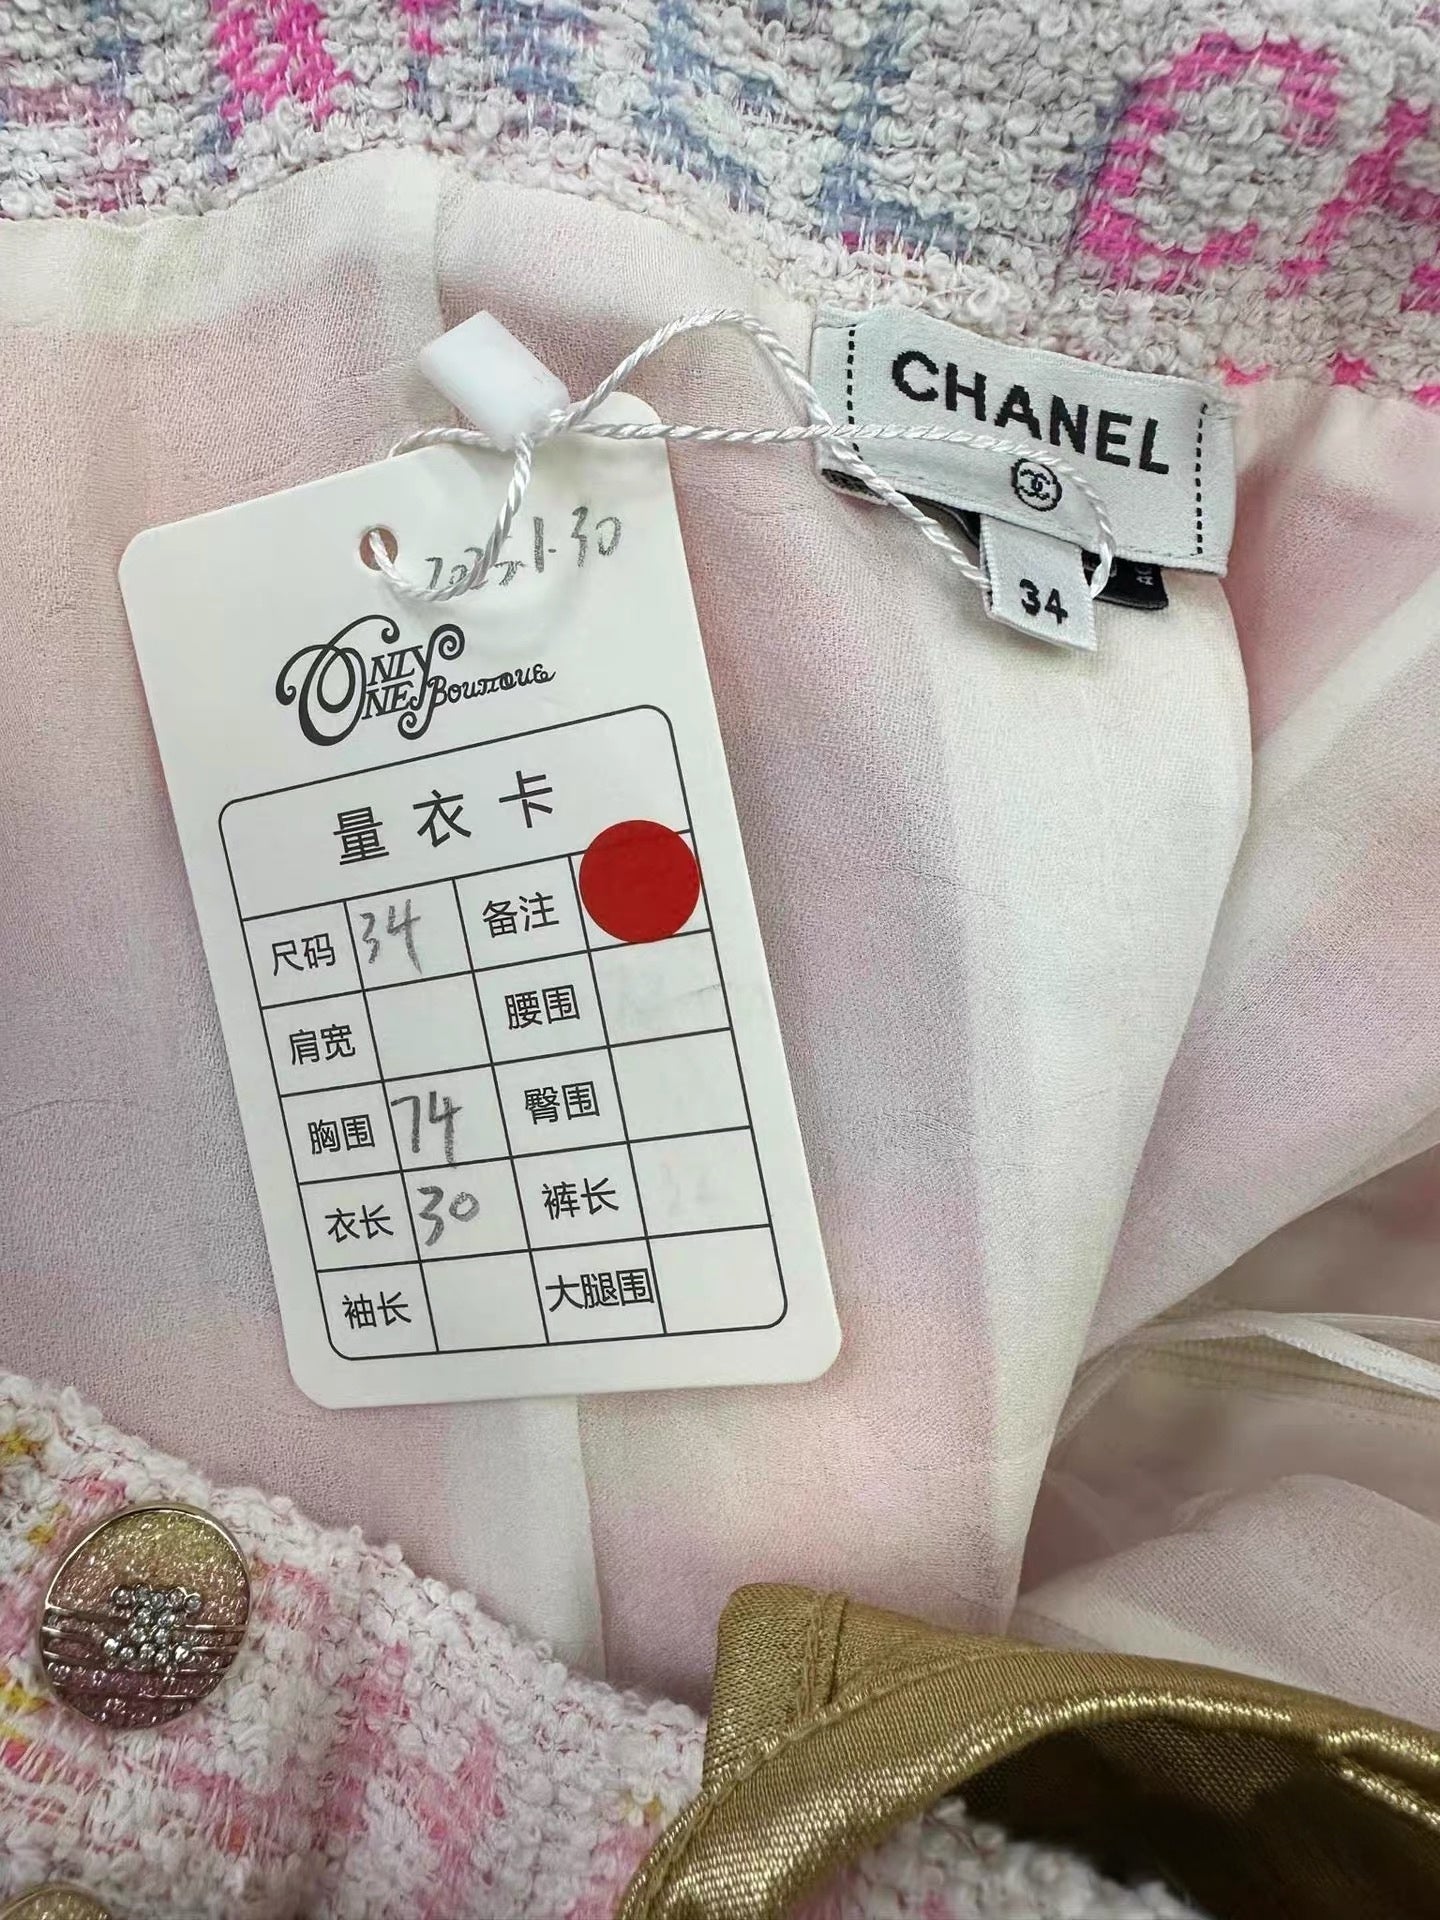 CHANEL
34
2025.1.30
ONLY ONE BOUTIQUE
量衣卡
尺码 34 备注
肩宽 腰围
胸围 74 臀围
衣长 30 裤长
袖长 大腿围